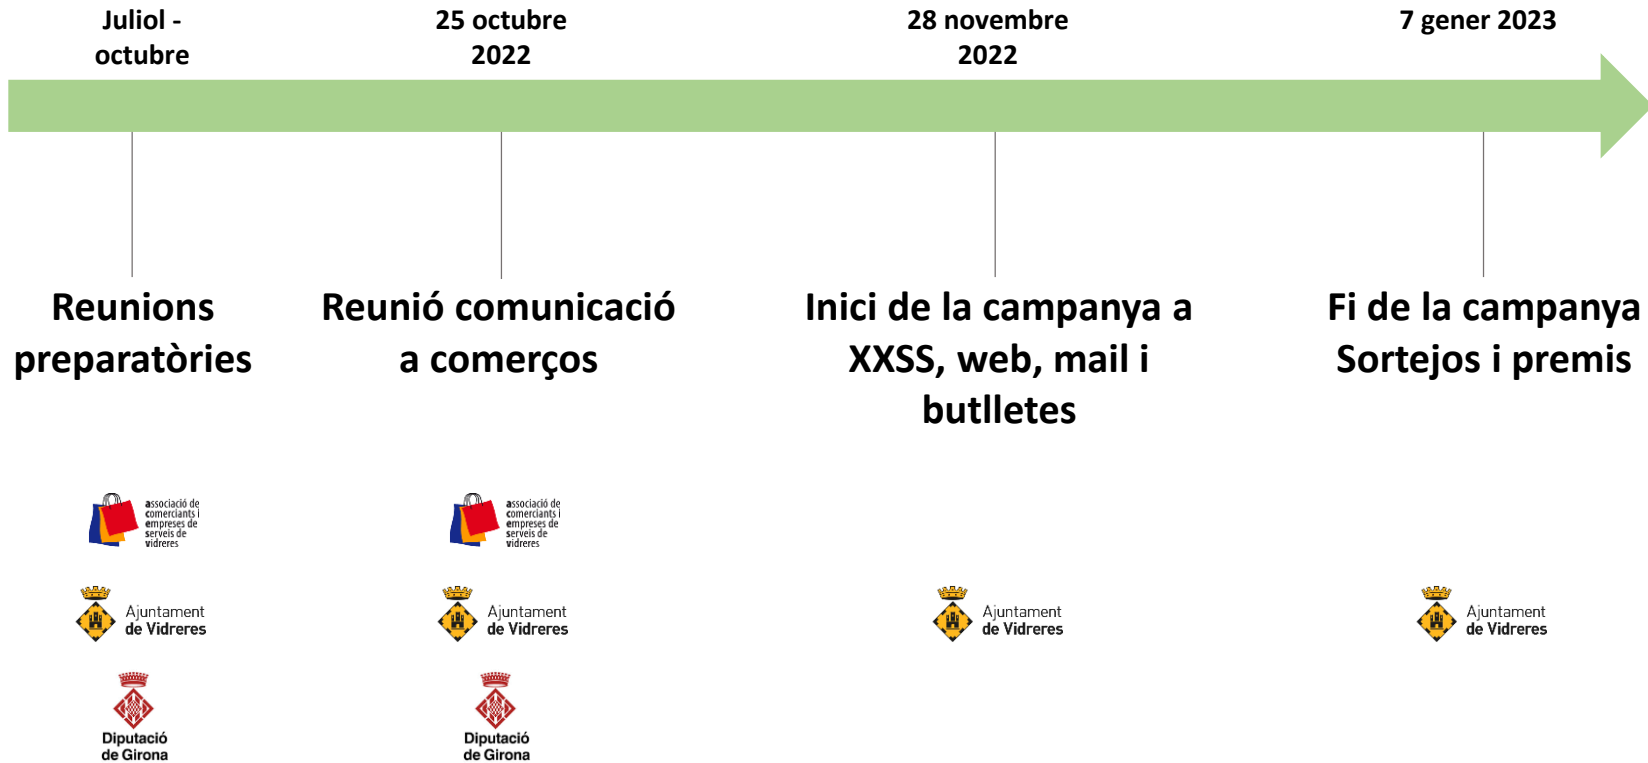 Juliol -
octubre
25 octubre
2022
28 novembre
2022
7 gener 2023
Reunions
preparatòries
Reunió comunicació
a comerços
Inici de la campanya a
XXSS, web, mail i
butlletes
Fi de la campanya
Sortejos i premis
associació de
comerciants i
empreses de
serveis de
vidreres
associació de
comerciants i
empreses de
serveis de
vidreres
Ajuntament
de Vidreres
Ajuntament
de Vidreres
Ajuntament
de Vidreres
Ajuntament
de Vidreres
Diputació
de Girona
Diputació
de Girona